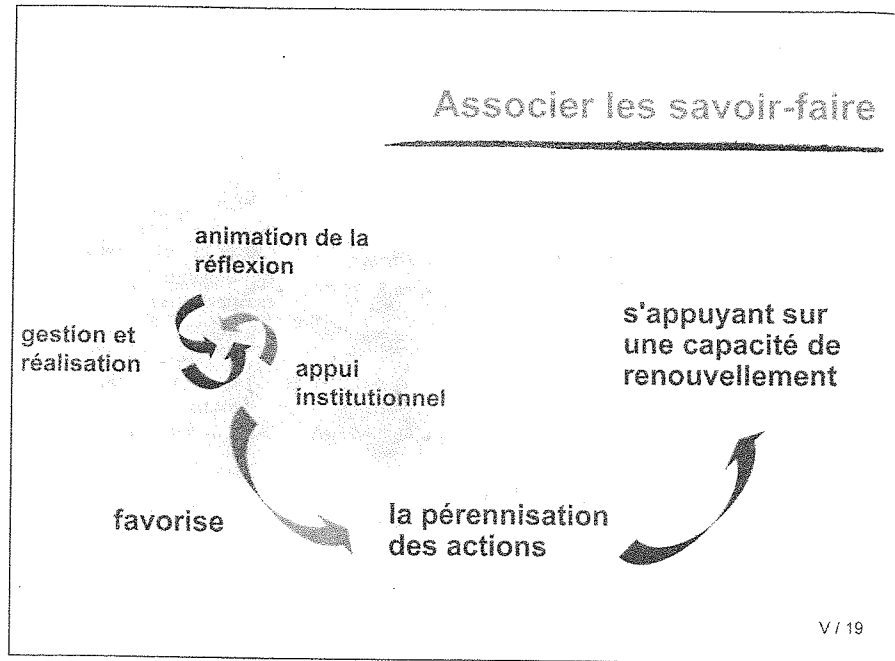 Associer les savoir-faire
animation de la
réflexion
gestion et
réalisation
appui
institutionnel
favorise
la pérennisation
des actions
s'appuyant sur
une capacité de
renouvellement
V / 19